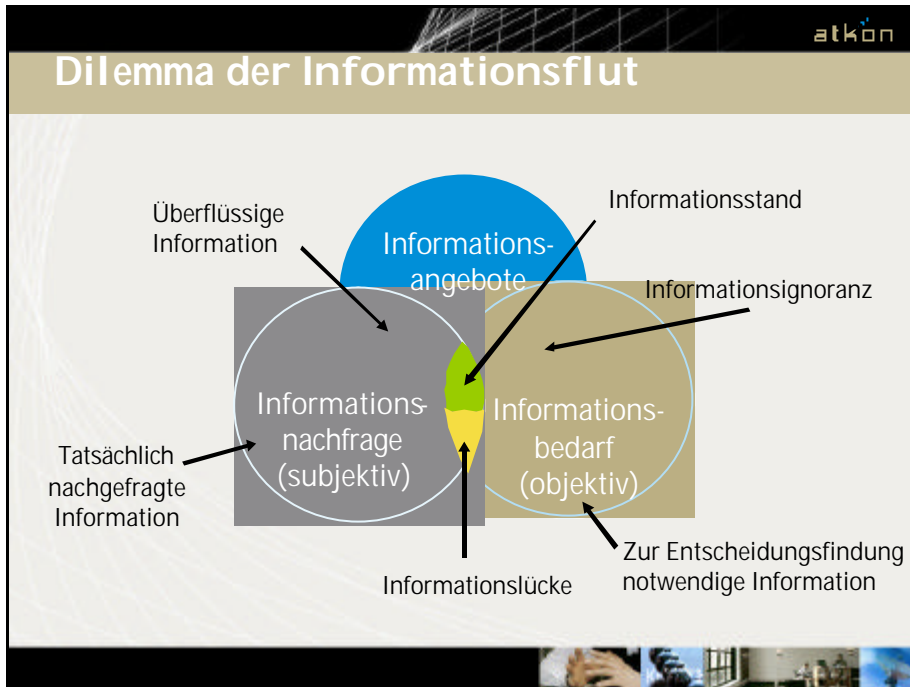 atkon
Dilemma der Informationsflut
Überflüssige
Information
Informations-
angebote
Informationsstand
Informationsignoranz
Informations-
nachfrage
(subjektiv)
Informations-
bedarf
(objektiv)
Tatsächlich
nachgefragte
Information
Informationslücke
Zur Entscheidungsfindung
notwendige Information